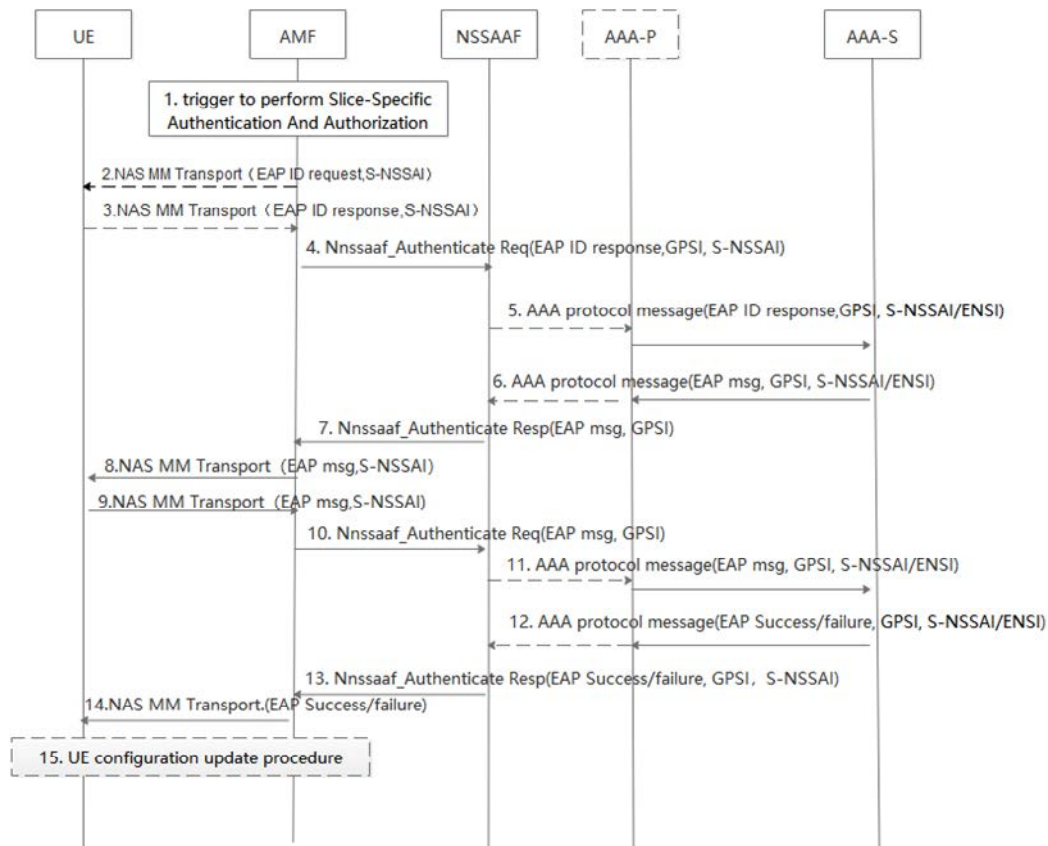 UE
AMF
NSSAAF
AAA-P
AAA-S
1. trigger to perform Slice-Specific
Authentication And Authorization
2.NAS MM Transport（EAP ID request,S-NSSAI）
3.NAS MM Transport（EAP ID response,S-NSSAI）
4. Nnssaaf_Authenticate Req(EAP ID response,GPSI, S-NSSAI)
5. AAA protocol message(EAP ID response,GPSI, S-NSSAI/ENSI)
6. AAA protocol message(EAP msg, GPSI, S-NSSAI/ENSI)
7. Nnssaaf_Authenticate Resp(EAP msg, GPSI)
8.NAS MM Transport（EAP msg,S-NSSAI）
9.NAS MM Transport（EAP msg,S-NSSAI）
10. Nnssaaf_Authenticate Req(EAP msg, GPSI)
11. AAA protocol message(EAP msg, GPSI, S-NSSAI/ENSI)
12. AAA protocol message(EAP Success/failure, GPSI, S-NSSAI/ENSI)
13. Nnssaaf_Authenticate Resp(EAP Success/failure, GPSI，S-NSSAI)
14.NAS MM Transport.(EAP Success/failure)
15. UE configuration update procedure